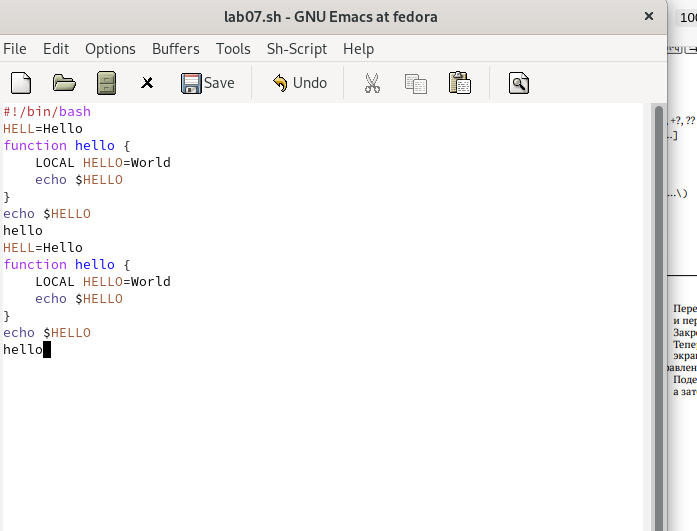 lab07.sh - GNU Emacs at fedora
File Edit Options Buffers Tools Sh-Script Help
Save Undo
#!/bin/bash
HELL=Hello
function hello {
    LOCAL HELLO=World
    echo $HELLO
}
echo $HELLO
hello
HELL=Hello
function hello {
    LOCAL HELLO=World
    echo $HELLO
}
echo $HELLO
hello
100
+?, ??
…]
…\)
Пере
и пер
Закр
Тепе
экра
равлен
Поде
а зат